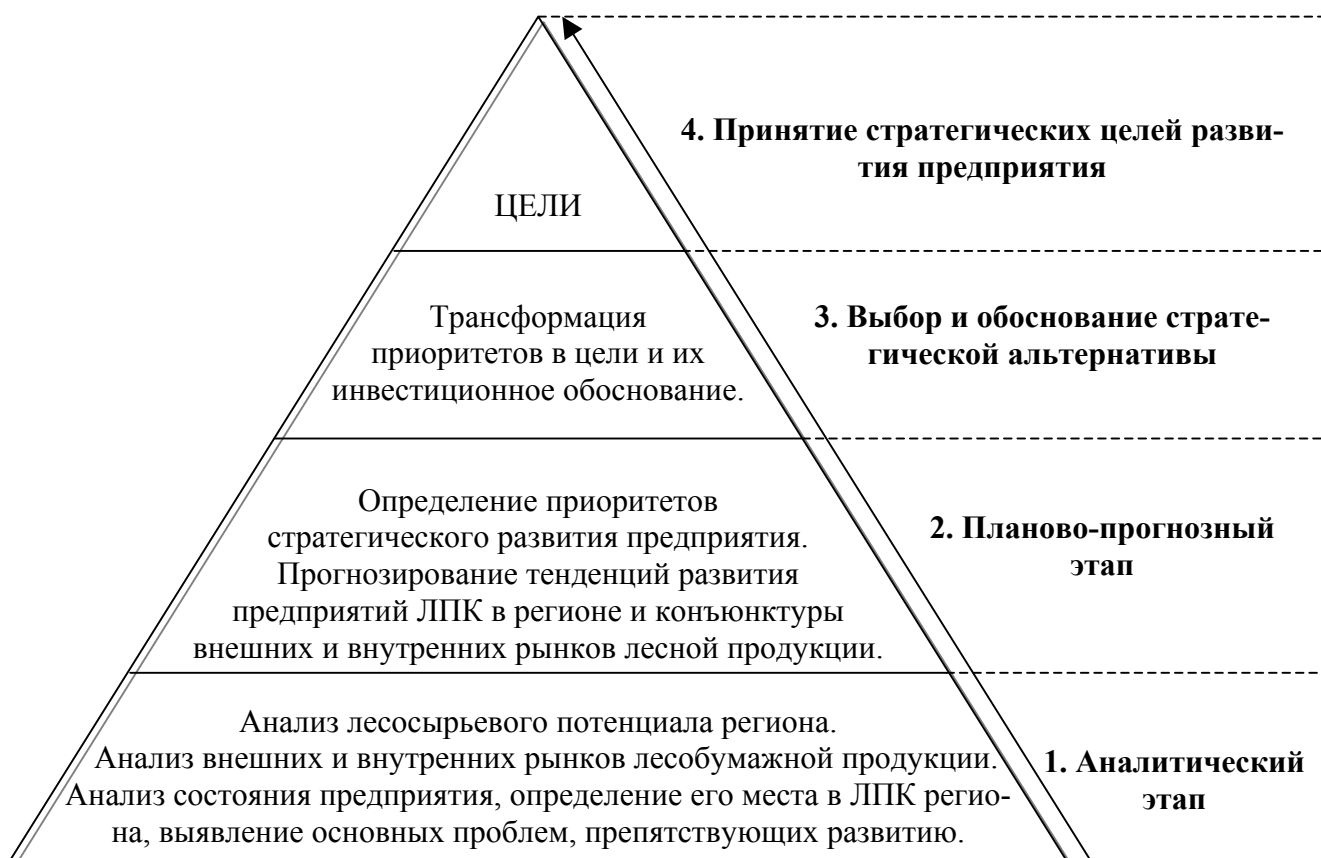 4. Принятие стратегических целей разви-
тия предприятия
ЦЕЛИ
3. Выбор и обоснование страте-
гической альтернативы
Трансформация
приоритетов в цели и их
инвестиционное обоснование.
2. Планово-прогнозный
этап
Определение приоритетов
стратегического развития предприятия.
Прогнозирование тенденций развития
предприятий ЛПК в регионе и конъюнктуры
внешних и внутренних рынков лесной продукции.
1. Аналитический
этап
Анализ лесосырьевого потенциала региона.
Анализ внешних и внутренних рынков лесобумажной продукции.
Анализ состояния предприятия, определение его места в ЛПК регио-
на, выявление основных проблем, препятствующих развитию.